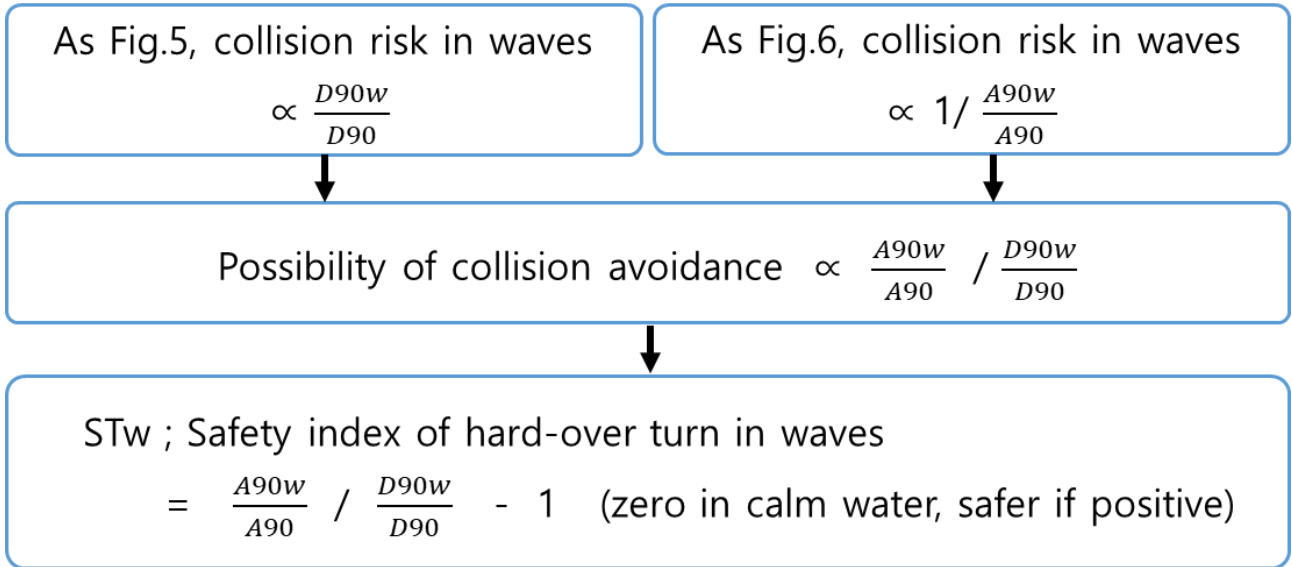 As Fig.5, collision risk in waves
∝ D90w/D90
As Fig.6, collision risk in waves
∝ 1/ A90w/A90
Possibility of collision avoidance ∝ A90w/A90 / D90w/D90
STw ; Safety index of hard-over turn in waves
= A90w/A90 / D90w/D90 - 1 (zero in calm water, safer if positive)